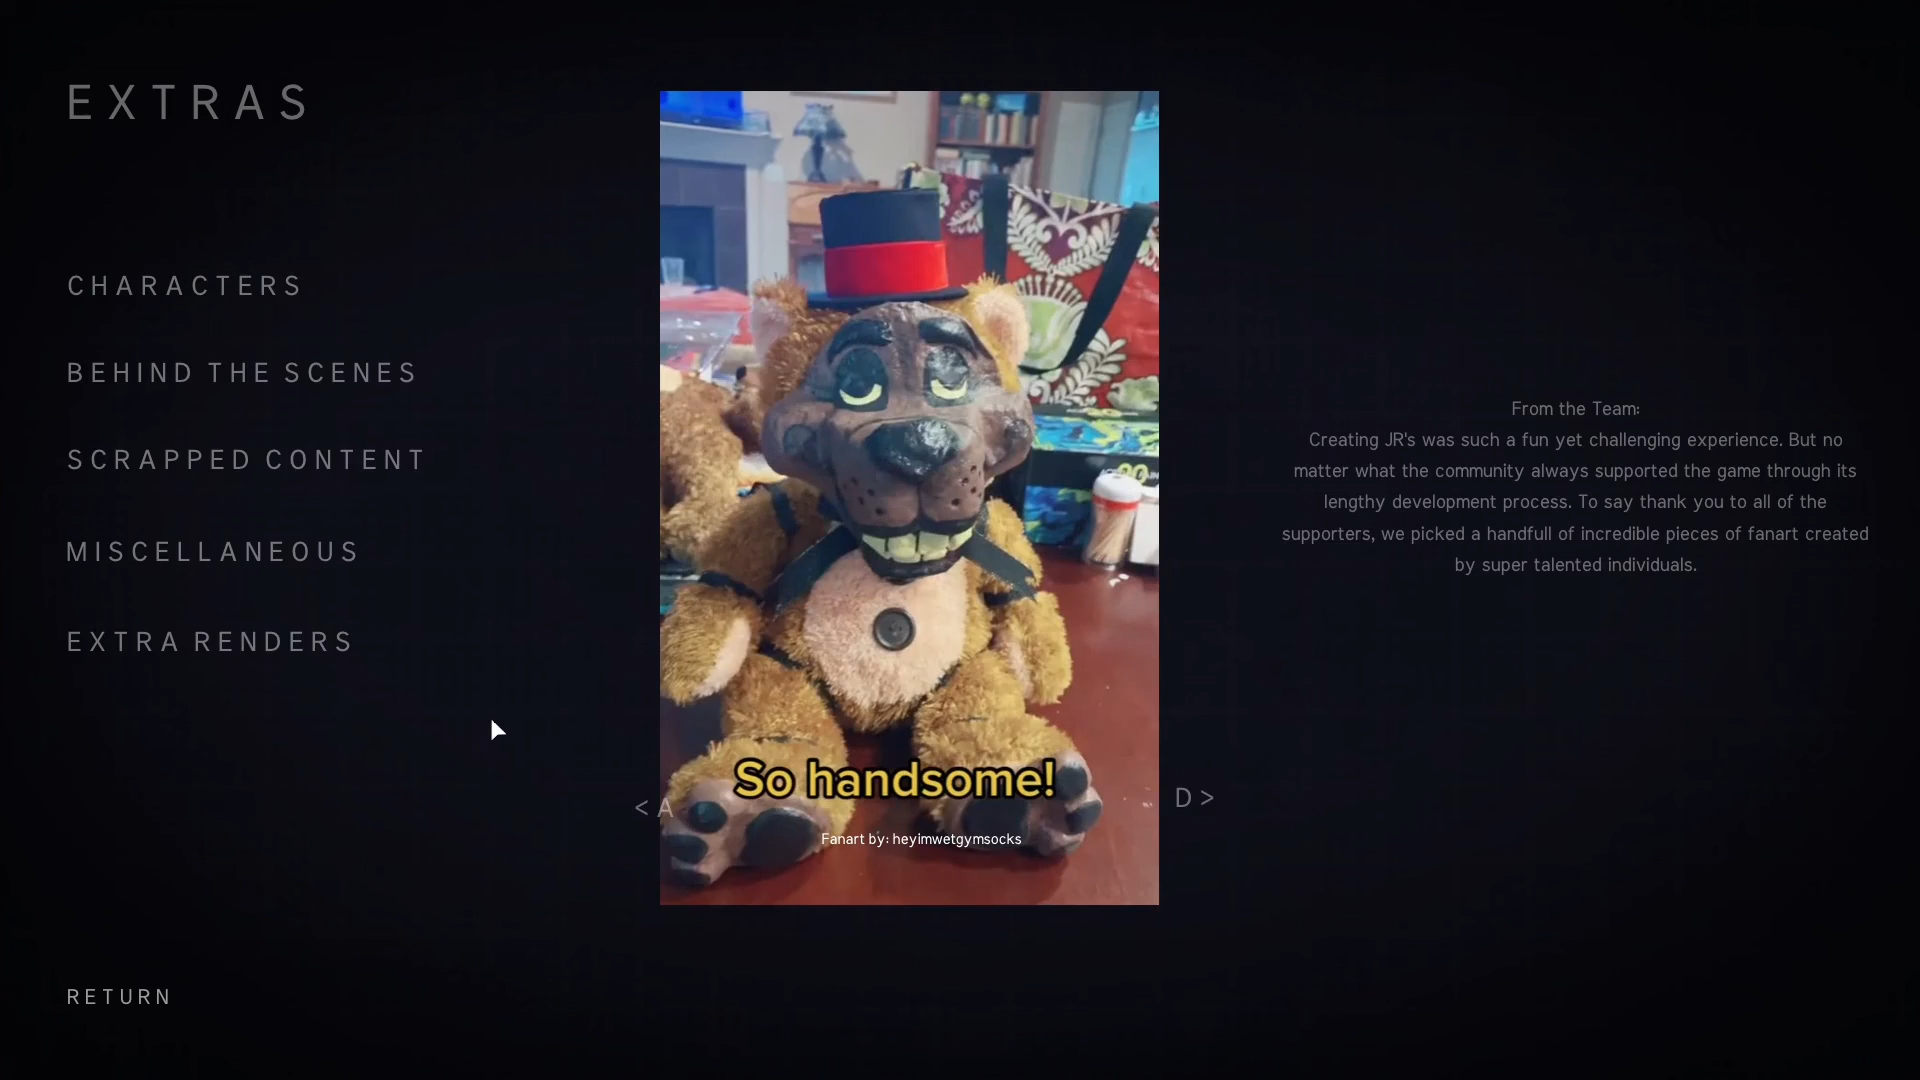 EXTRAS
CHARACTERS
BEHIND THE SCENES
SCRAPPED CONTENT
MISCELLANEOUS
EXTRA RENDERS
RETURN
So handsome!
< A
D >
Fanart by: heyimwetgymsocks
From the Team:
Creating JR's was such a fun yet challenging experience. But no
matter what the community always supported the game through its
lengthy development process. To say thank you to all of the
supporters, we picked a handfull of incredible pieces of fanart created
by super talented individuals.